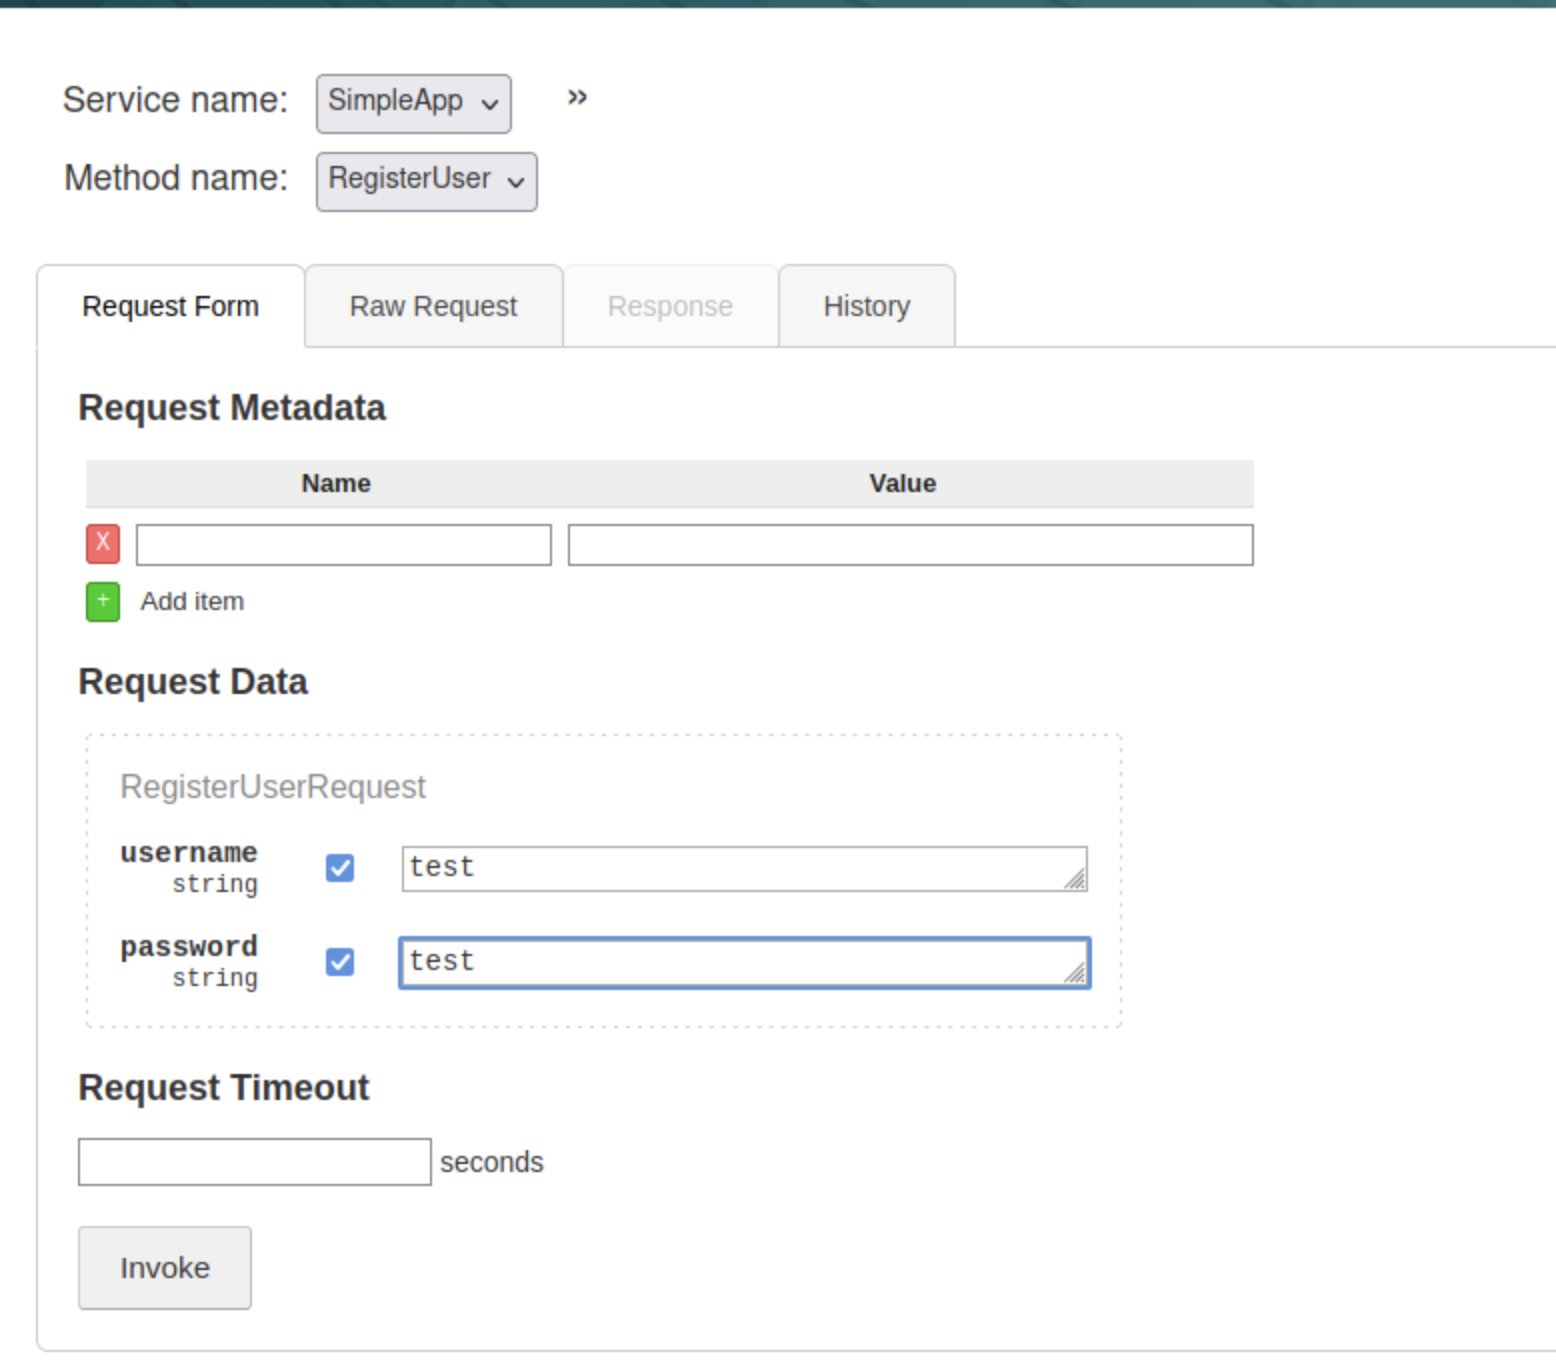 Service name: SimpleApp »
Method name: RegisterUser
Request Form Raw Request Response History
Request Metadata
Name Value
X
+ Add item
Request Data
RegisterUserRequest
username test
string
password test
string
Request Timeout
seconds
Invoke